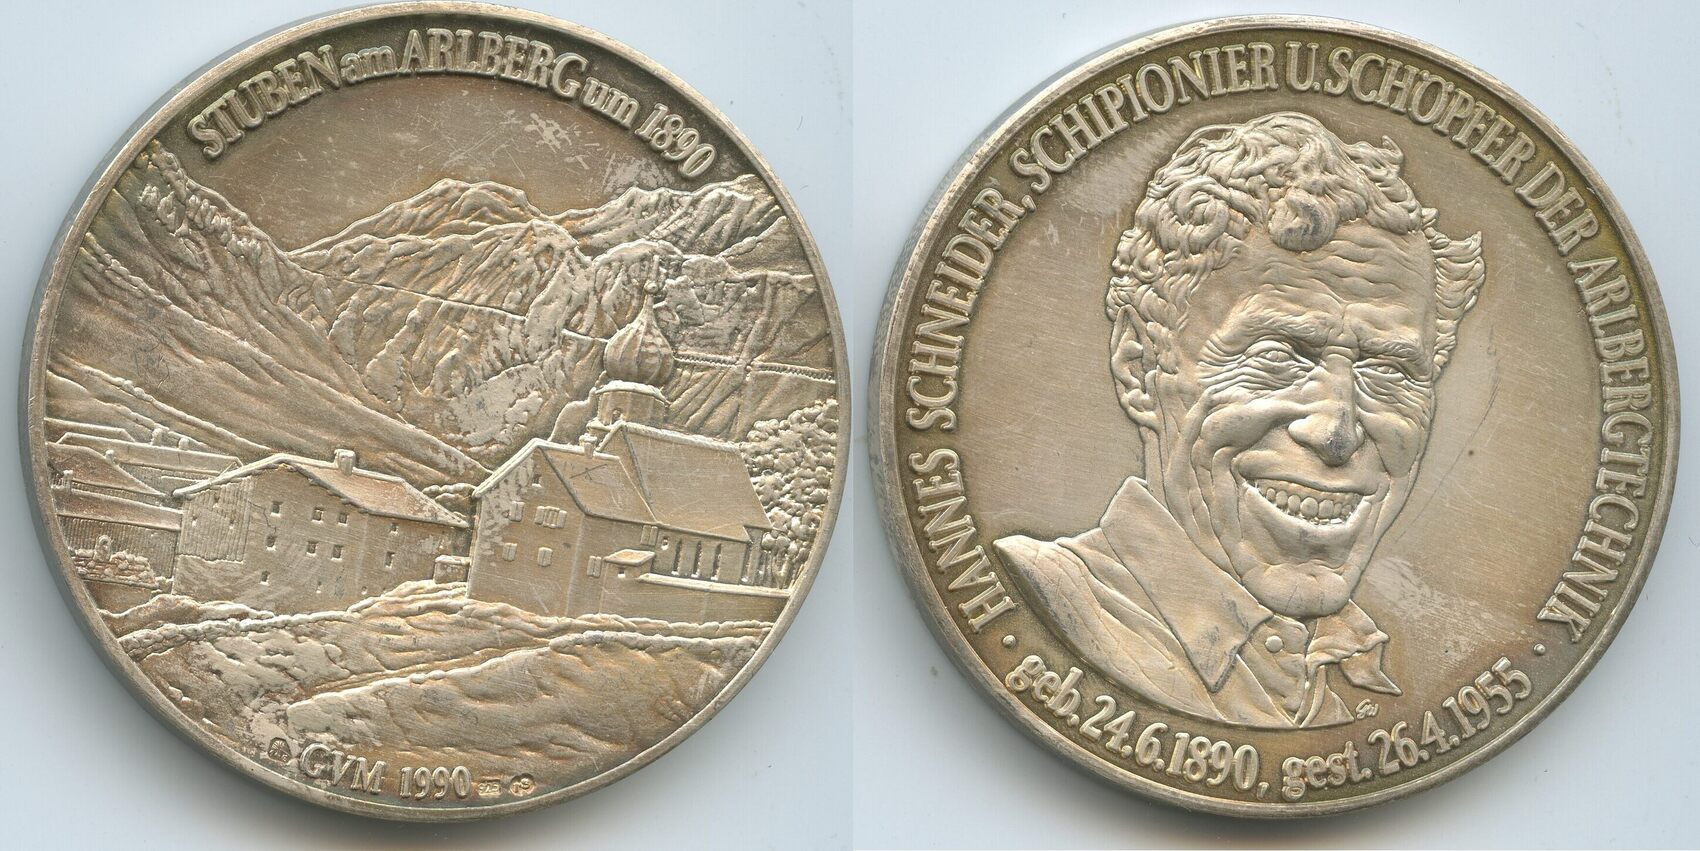 STUBEN am ARLBERG um 1890
GVM 1990
HANNES SCHNEIDER, SCHIPIONIER U. SCHÖPFER DER ARLBERGTECHNIK
· geb. 24.6.1890, gest. 26.4.1955 ·
GW